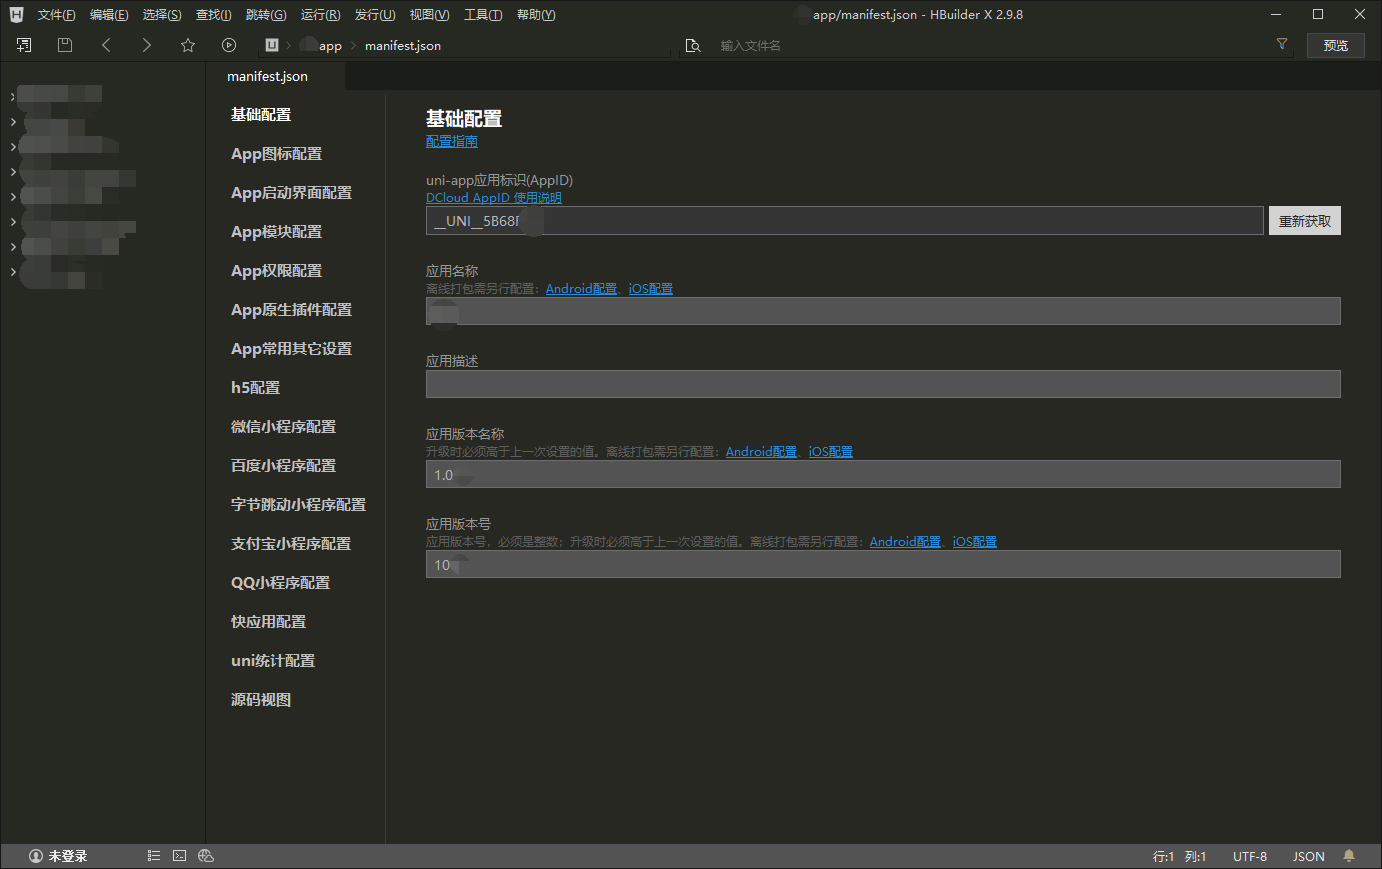 文件(F) 编辑(E) 选择(S) 查找(I) 跳转(G) 运行(R) 发行(U) 视图(V) 工具(T) 帮助(Y) app/manifest.json - HBuilder X 2.9.8
app manifest.json 输入文件名 预览
manifest.json
基础配置
App图标配置
App启动界面配置
App模块配置
App权限配置
App原生插件配置
App常用其它设置
h5配置
微信小程序配置
百度小程序配置
字节跳动小程序配置
支付宝小程序配置
QQ小程序配置
快应用配置
uni统计配置
源码视图
基础配置
配置指南
uni-app应用标识(AppID)
DCloud AppID 使用说明
__UNI__5B68 重新获取
应用名称
离线打包需另行配置：Android配置、iOS配置
应用描述
应用版本名称
升级时必须高于上一次设置的值。离线打包需另行配置：Android配置、iOS配置
1.0
应用版本号
应用版本号，必须是整数；升级时必须高于上一次设置的值。离线打包需另行配置：Android配置、iOS配置
10
未登录 行:1 列:1 UTF-8 JSON